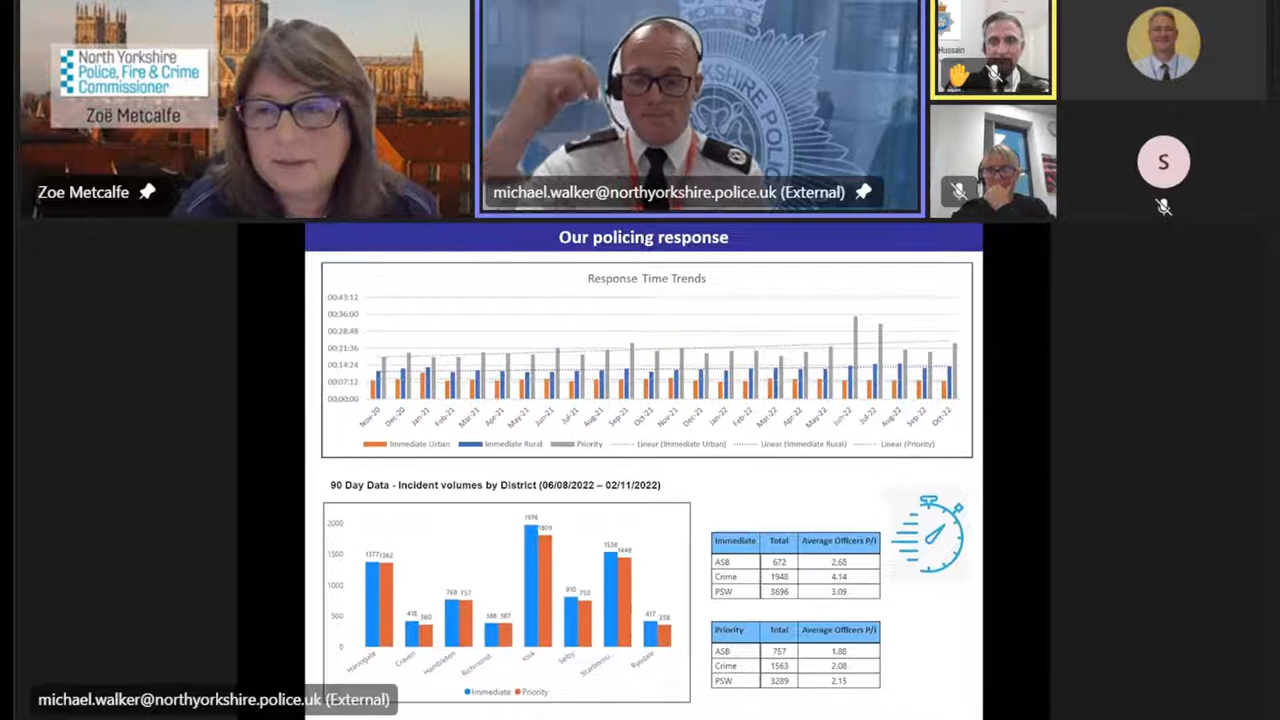 North Yorkshire
Police, Fire & Crime
Commissioner
Zoë Metcalfe
Zoe Metcalfe
michael.walker@northyorkshire.police.uk (External)
Hussain
S
Our policing response
Response Time Trends
00:43:12
00:36:00
00:28:48
00:21:36
00:14:24
00:07:12
00:00:00
Nov-20 Dec-20 Jan-21 Feb-21 Mar-21 Apr-21 May-21 Jun-21 Jul-21 Aug-21 Sep-21 Oct-21 Nov-21 Dec-21 Jan-22 Feb-22 Mar-22 Apr-22 May-22 Jun-22 Jul-22 Aug-22 Sep-22 Oct-22
Immediate Urban Immediate Rural Priority Linear (Immediate Urban) Linear (Immediate Rural) Linear (Priority)
90 Day Data - Incident volumes by District (06/08/2022 – 02/11/2022)
2000
1500
1000
500
0
1377 1362
418 360
768 757
387
1976 1809
810 750
1448
417 358
Harrogate Craven Hambleton Richmond... York Selby Scarborou... Ryedale
Immediate Priority
Immediate Total Average Officers P/I
ASB 672 2.68
Crime 1948 4.14
PSW 3696 3.09
Priority Total Average Officers P/I
ASB 757 1.88
Crime 1563 2.08
PSW 3289 2.15
michael.walker@northyorkshire.police.uk (External)